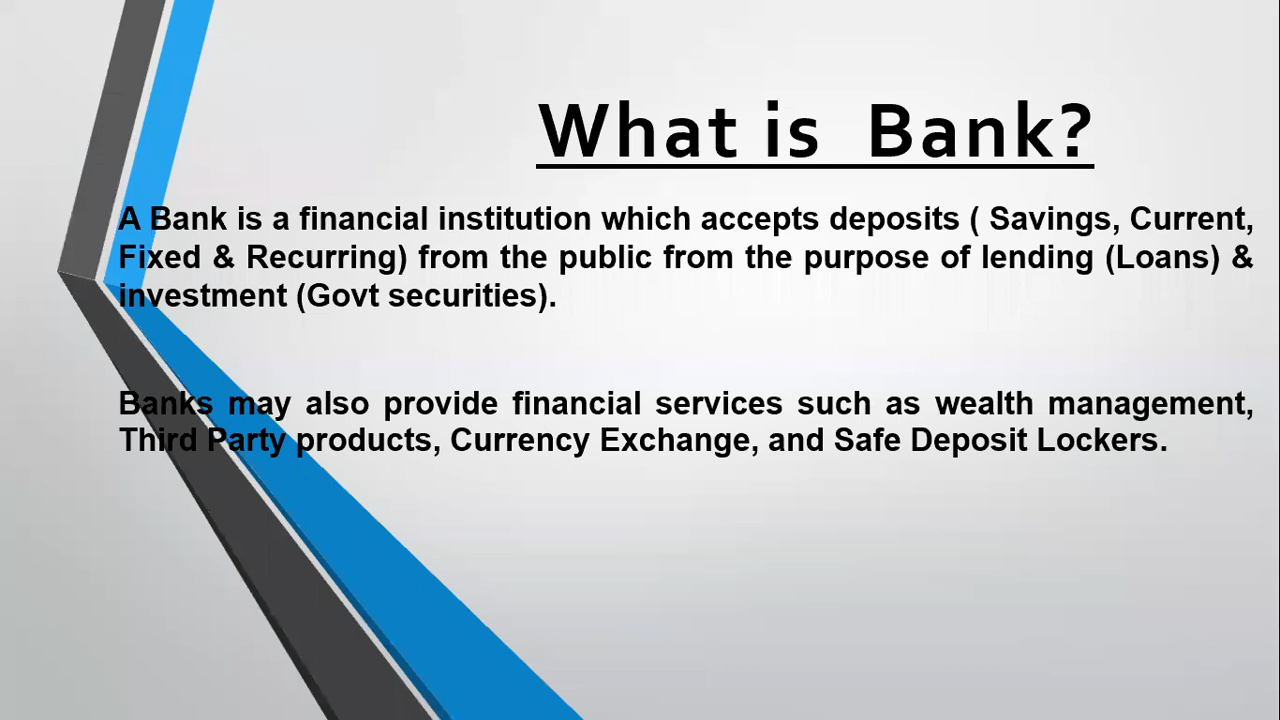 What is  Bank?
A Bank is a financial institution which accepts deposits ( Savings, Current,
Fixed & Recurring) from the public from the purpose of lending (Loans) &
investment (Govt securities).
Banks may also provide financial services such as wealth management,
Third Party products, Currency Exchange, and Safe Deposit Lockers.